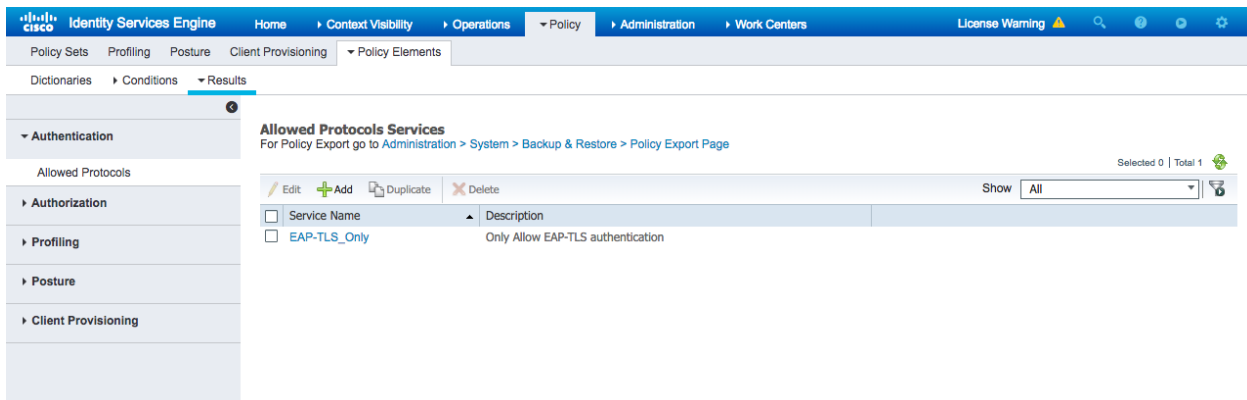 cisco Identity Services Engine Home Context Visibility Operations Policy Administration Work Centers License Warning
Policy Sets Profiling Posture Client Provisioning Policy Elements
Dictionaries Conditions Results
Authentication
Allowed Protocols
Authorization
Profiling
Posture
Client Provisioning
Allowed Protocols Services
For Policy Export go to Administration > System > Backup & Restore > Policy Export Page
Selected 0 | Total 1
Edit Add Duplicate Delete Show All
Service Name Description
EAP-TLS_Only Only Allow EAP-TLS authentication